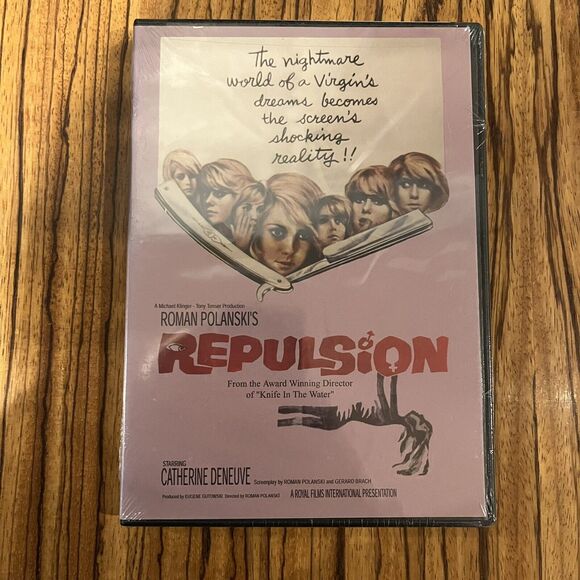 The nightmare
world of a Virgin's
dreams becomes
the screen's
shocking
reality!!
A Michael Klinger - Tony Tenser Production
ROMAN POLANSKI'S
REPULSION
From the Award Winning Director
of "Knife In The Water"
STARRING
CATHERINE DENEUVE Screenplay by ROMAN POLANSKI and GERARD BRACH
Produced by EUGENE GUTOWSKI Directed by ROMAN POLANSKI A ROYAL FILMS INTERNATIONAL PRESENTATION